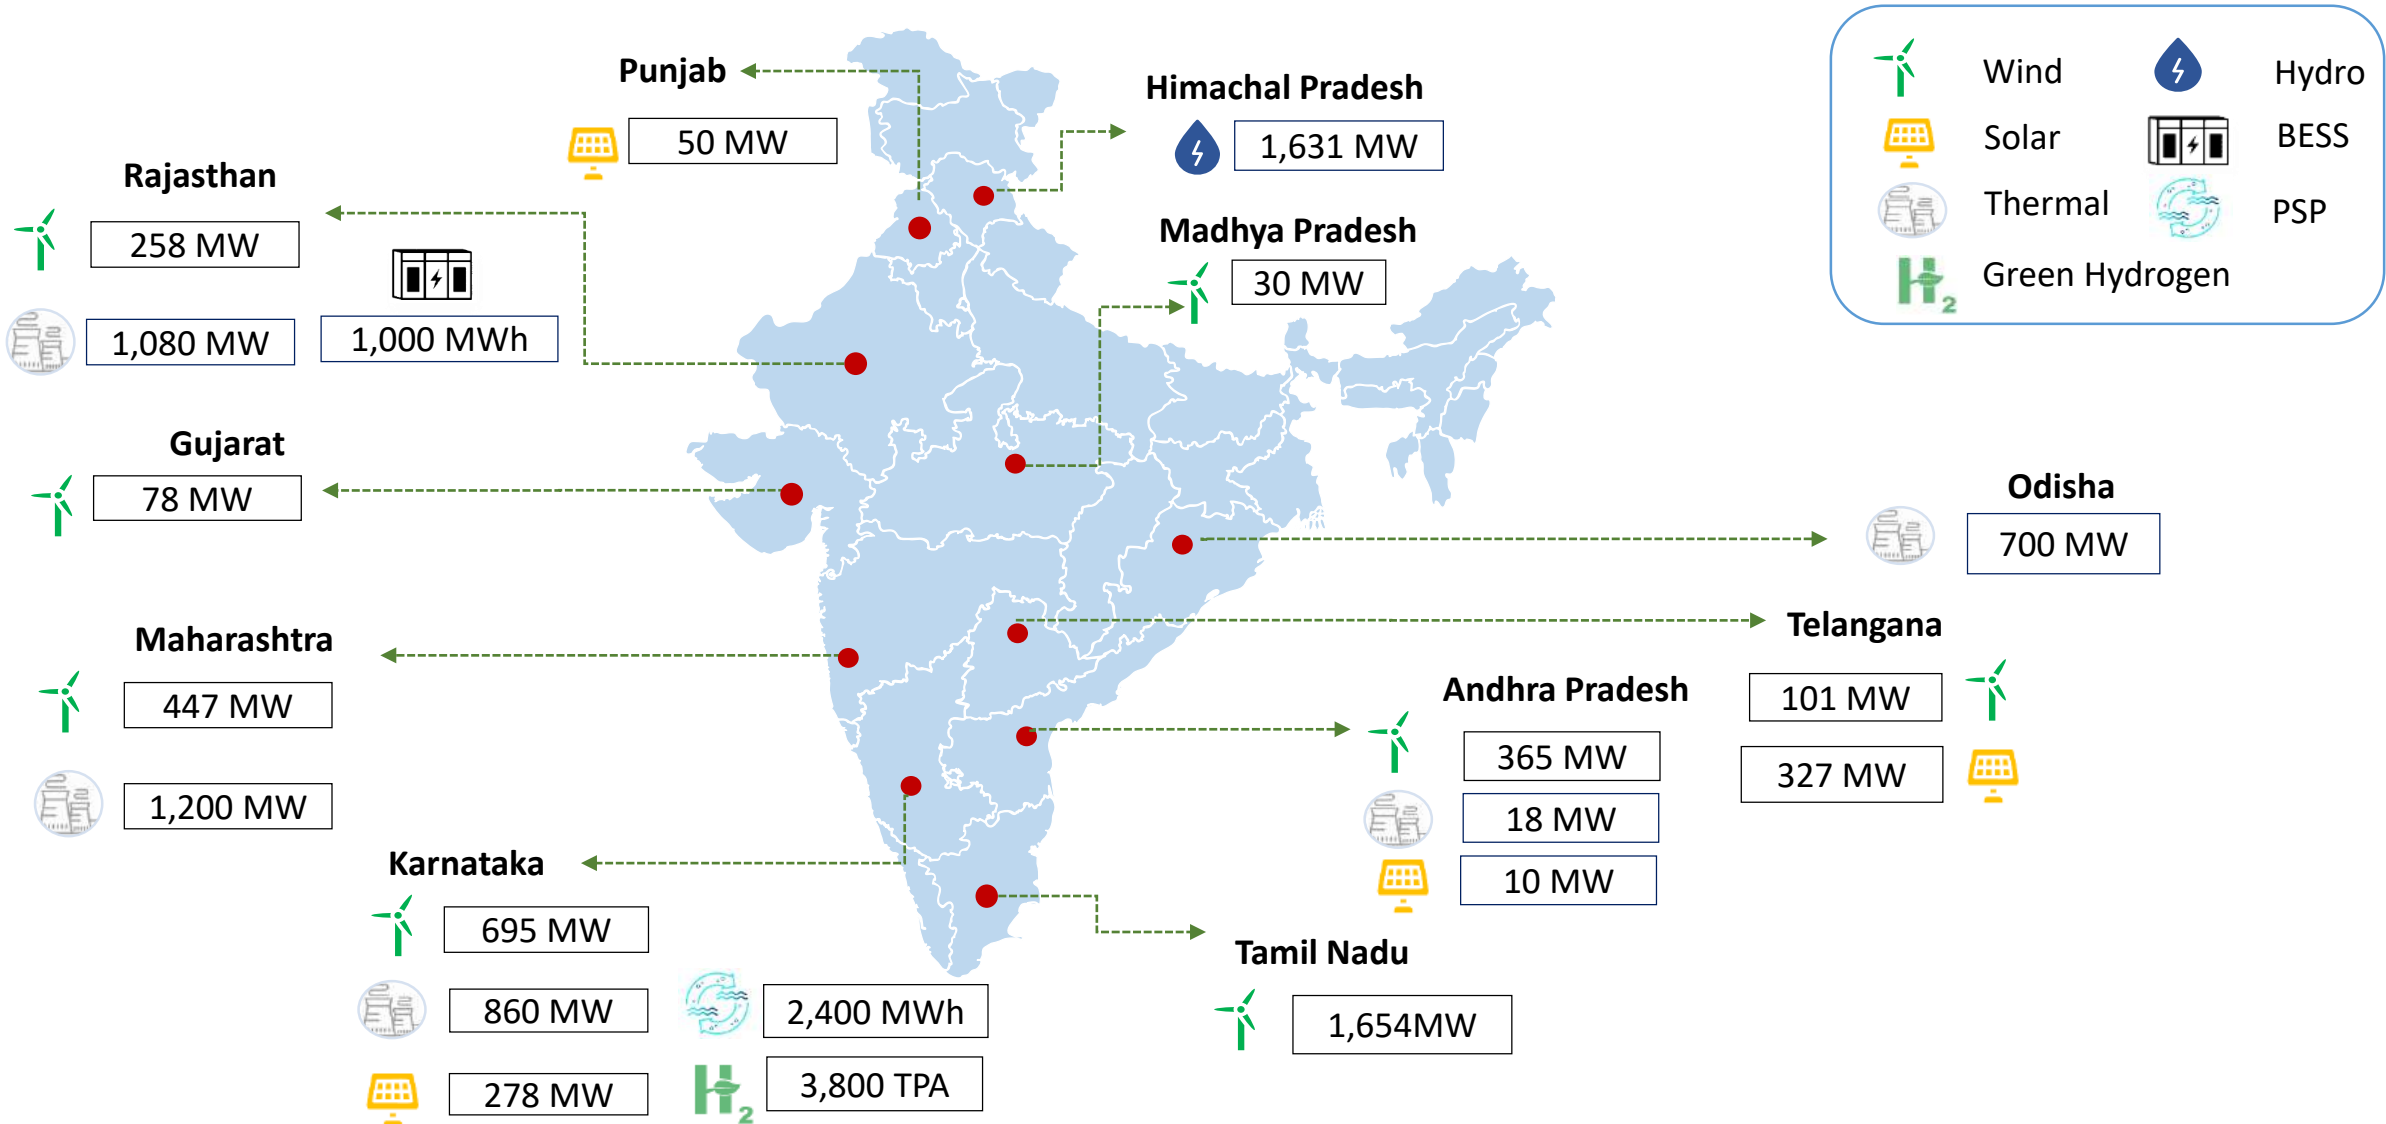 Punjab
50 MW
Himachal Pradesh
1,631 MW
Wind
Hydro
Solar
BESS
Thermal
PSP
Green Hydrogen
H2
Rajasthan
258 MW
1,080 MW
1,000 MWh
Madhya Pradesh
30 MW
Gujarat
78 MW
Odisha
700 MW
Maharashtra
447 MW
1,200 MW
Telangana
101 MW
327 MW
Andhra Pradesh
365 MW
18 MW
10 MW
Karnataka
695 MW
860 MW
2,400 MWh
278 MW
H2
3,800 TPA
Tamil Nadu
1,654MW